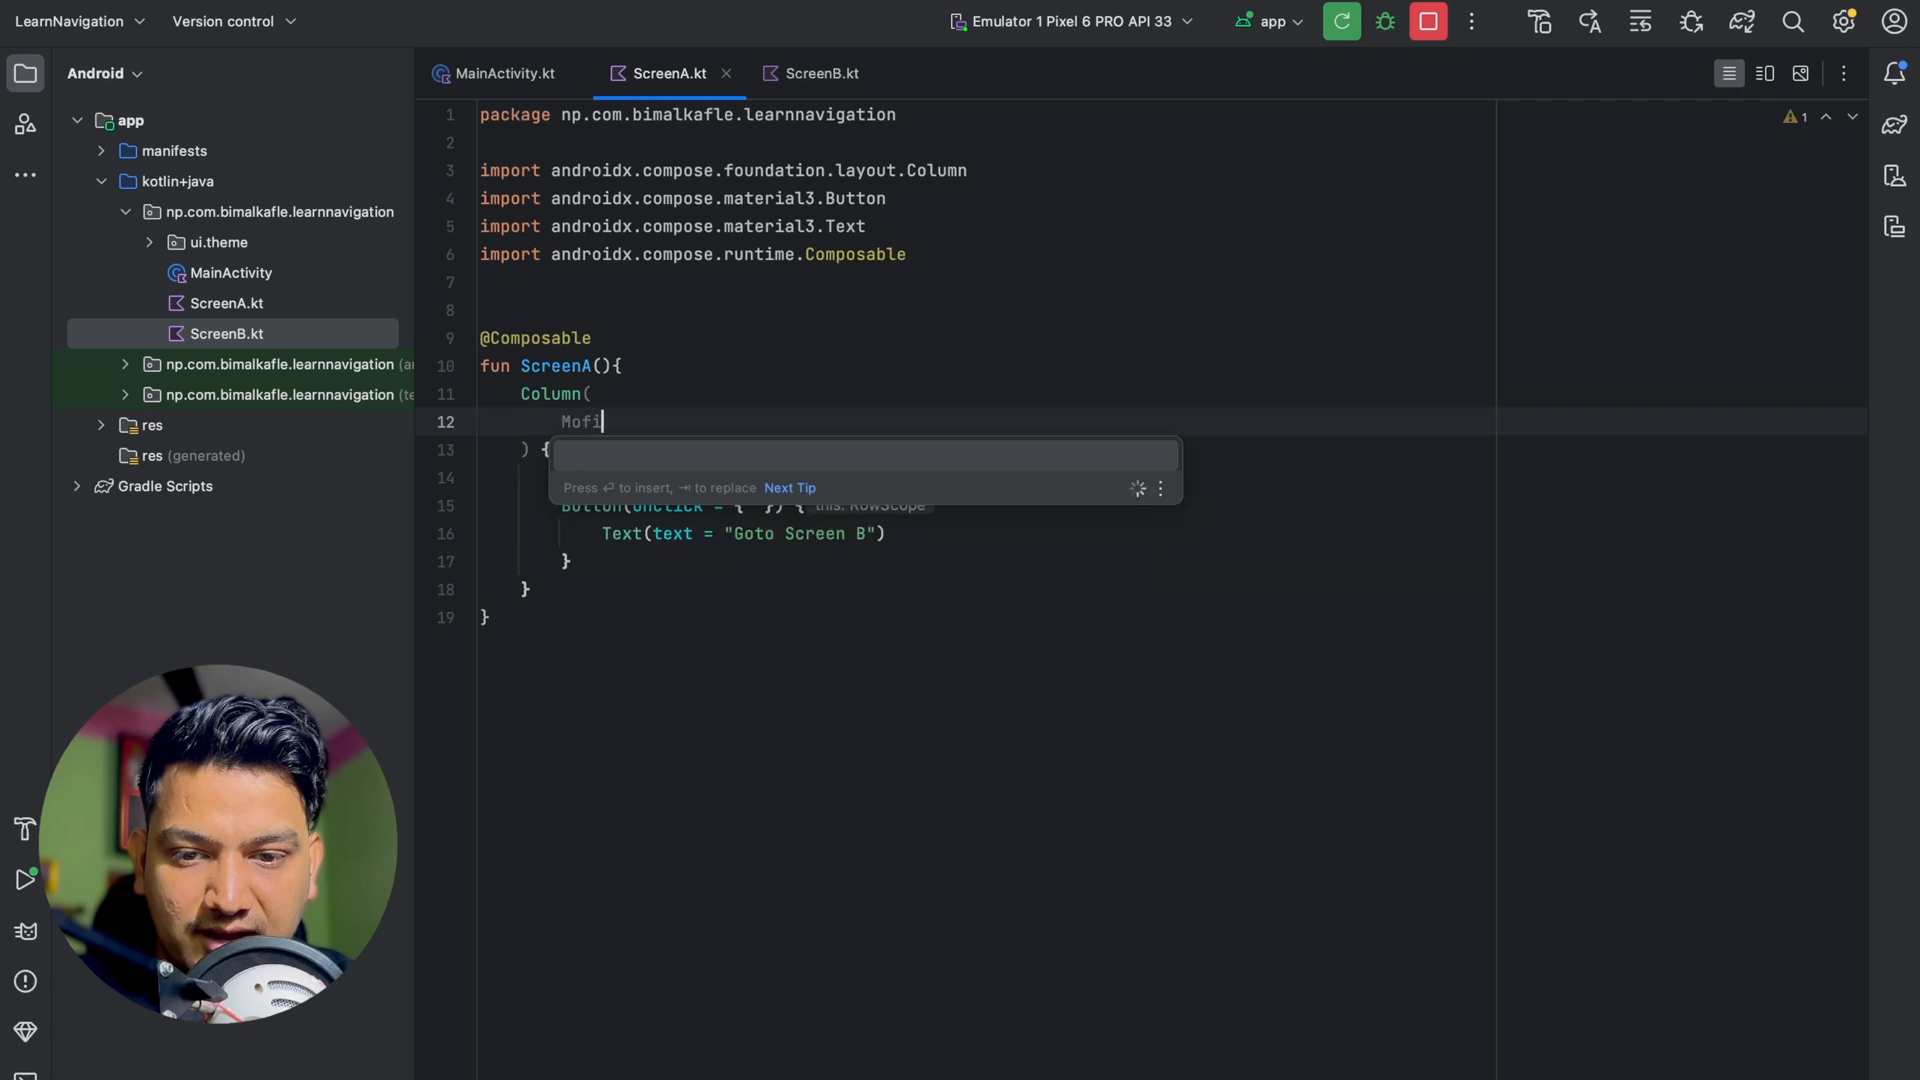 LearnNavigation
Version control
Emulator 1 Pixel 6 PRO API 33
app
Android
MainActivity.kt
ScreenA.kt
ScreenB.kt
app
manifests
kotlin+java
np.com.bimalkafle.learnnavigation
ui.theme
MainActivity
ScreenA.kt
ScreenB.kt
np.com.bimalkafle.learnnavigation (a
np.com.bimalkafle.learnnavigation (te
res
res (generated)
Gradle Scripts
1 package np.com.bimalkafle.learnnavigation
2
3 import androidx.compose.foundation.layout.Column
4 import androidx.compose.material3.Button
5 import androidx.compose.material3.Text
6 import androidx.compose.runtime.Composable
7
8
9 @Composable
10 fun ScreenA(){
11 Column(
12 Mofi
13 ) {
14
15 Button(onClick = { }) { this: RowScope
16 Text(text = "Goto Screen B")
17 }
18 }
19 }
1
Press ↵ to insert, ⇥ to replace Next Tip